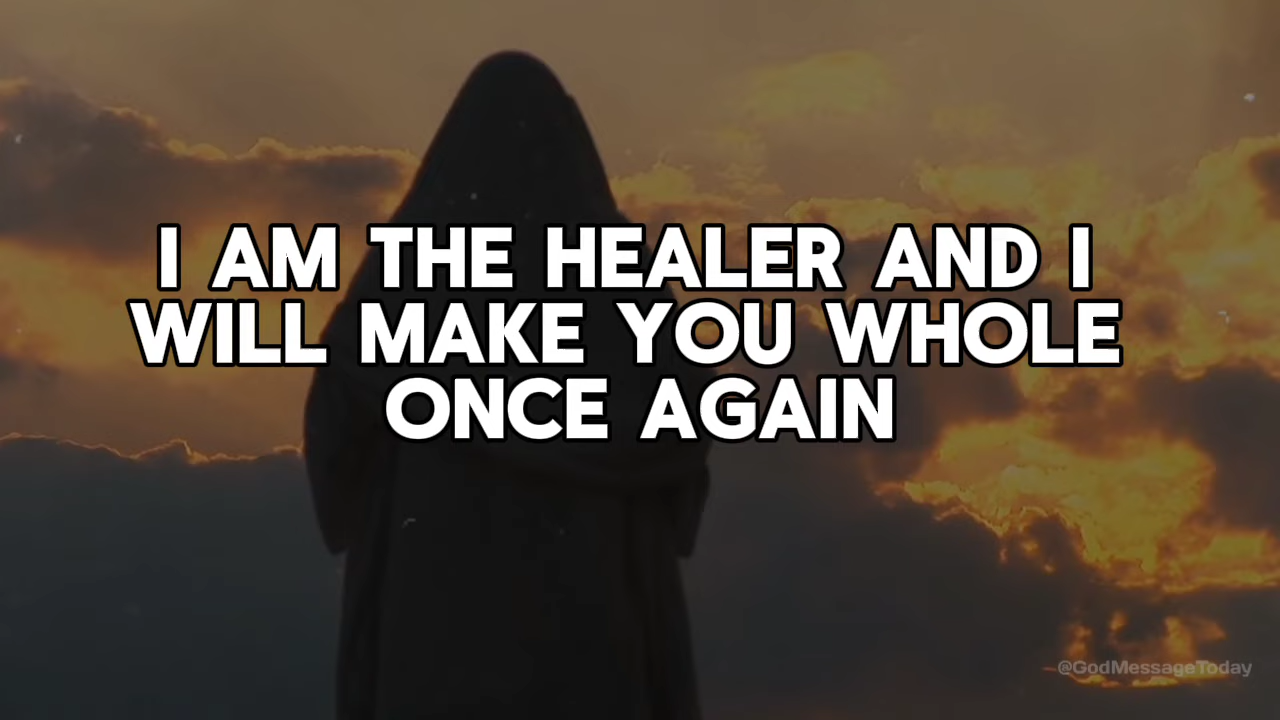 I AM THE HEALER AND I
WILL MAKE YOU WHOLE
ONCE AGAIN
@GodMessageToday